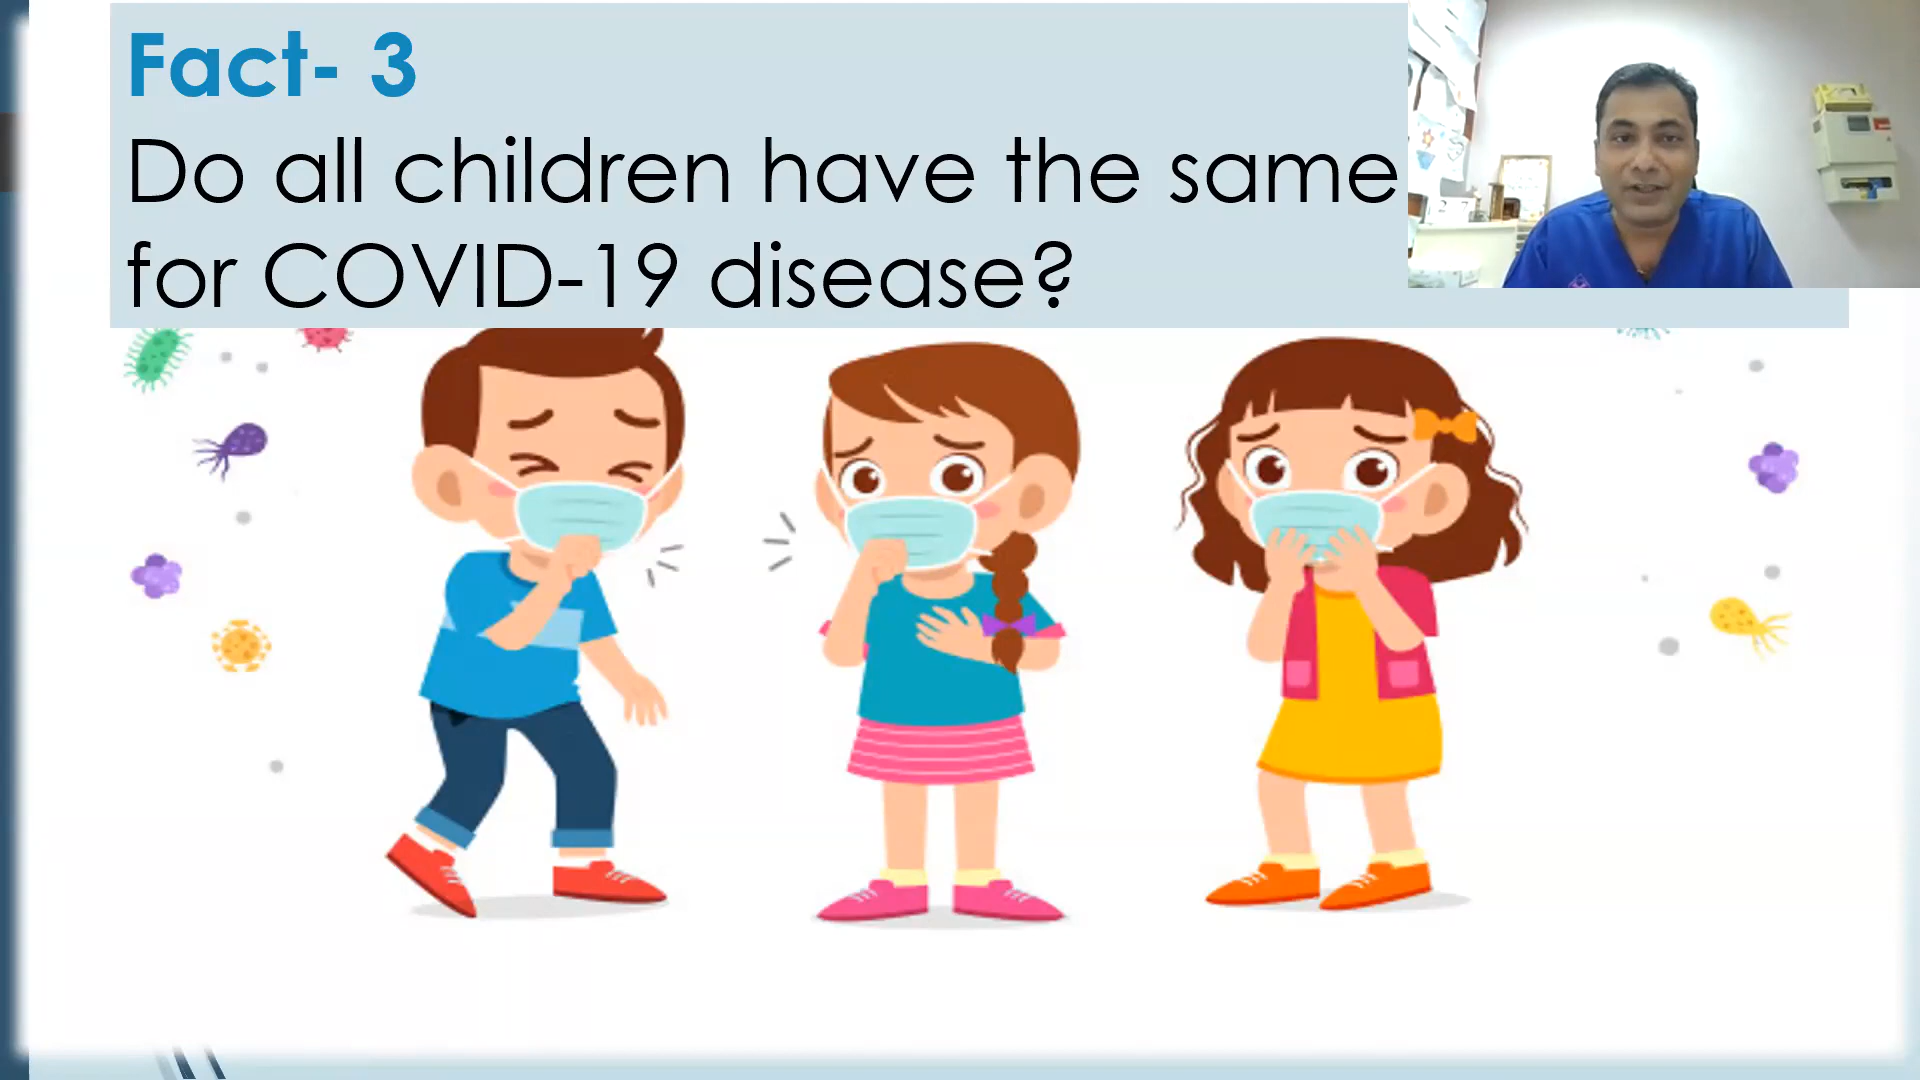 Fact- 3
Do all children have the same
for COVID-19 disease?